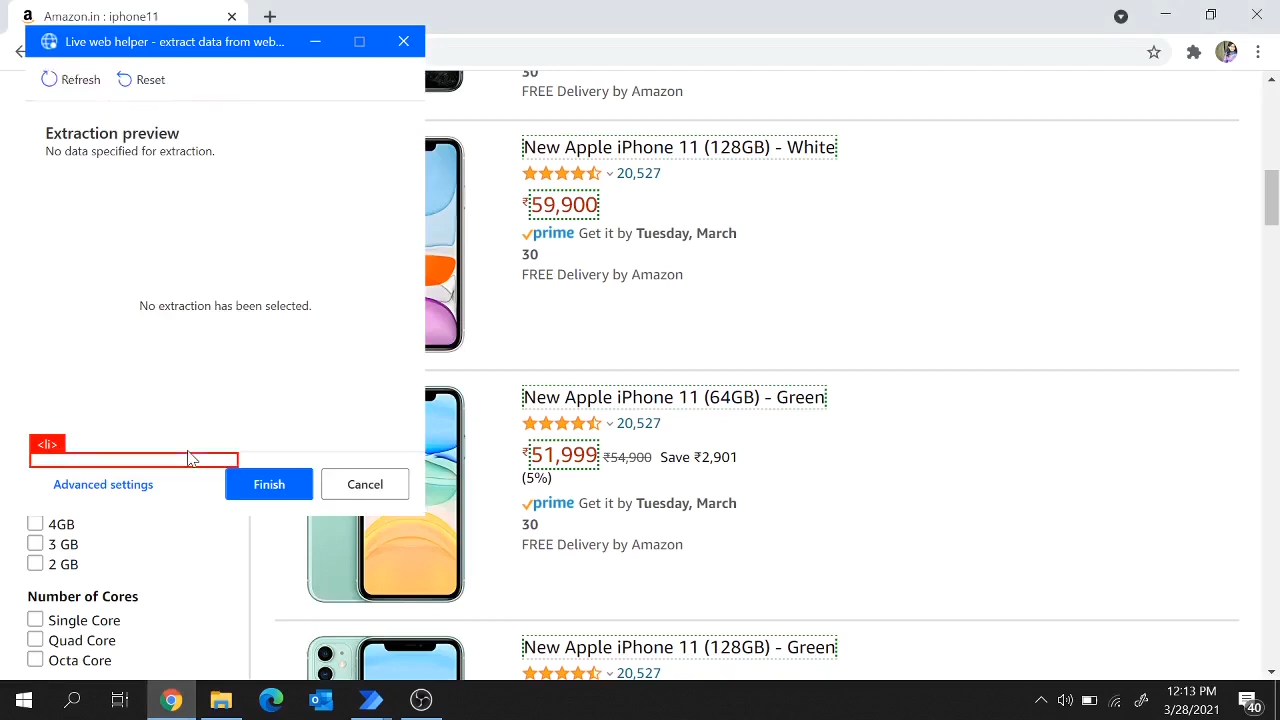 Amazon.in : iphone11
Live web helper - extract data from web...
Refresh
Reset
Extraction preview
No data specified for extraction.
No extraction has been selected.
<li>
Advanced settings
Finish
Cancel
4GB
3 GB
2 GB
Number of Cores
Single Core
Quad Core
Octa Core
30
FREE Delivery by Amazon
New Apple iPhone 11 (128GB) - White
20,527
₹59,900
prime Get it by Tuesday, March
30
FREE Delivery by Amazon
New Apple iPhone 11 (64GB) - Green
20,527
₹51,999 ₹54,900 Save ₹2,901
(5%)
prime Get it by Tuesday, March
30
FREE Delivery by Amazon
New Apple iPhone 11 (128GB) - Green
20,527
12:13 PM
3/28/2021
40